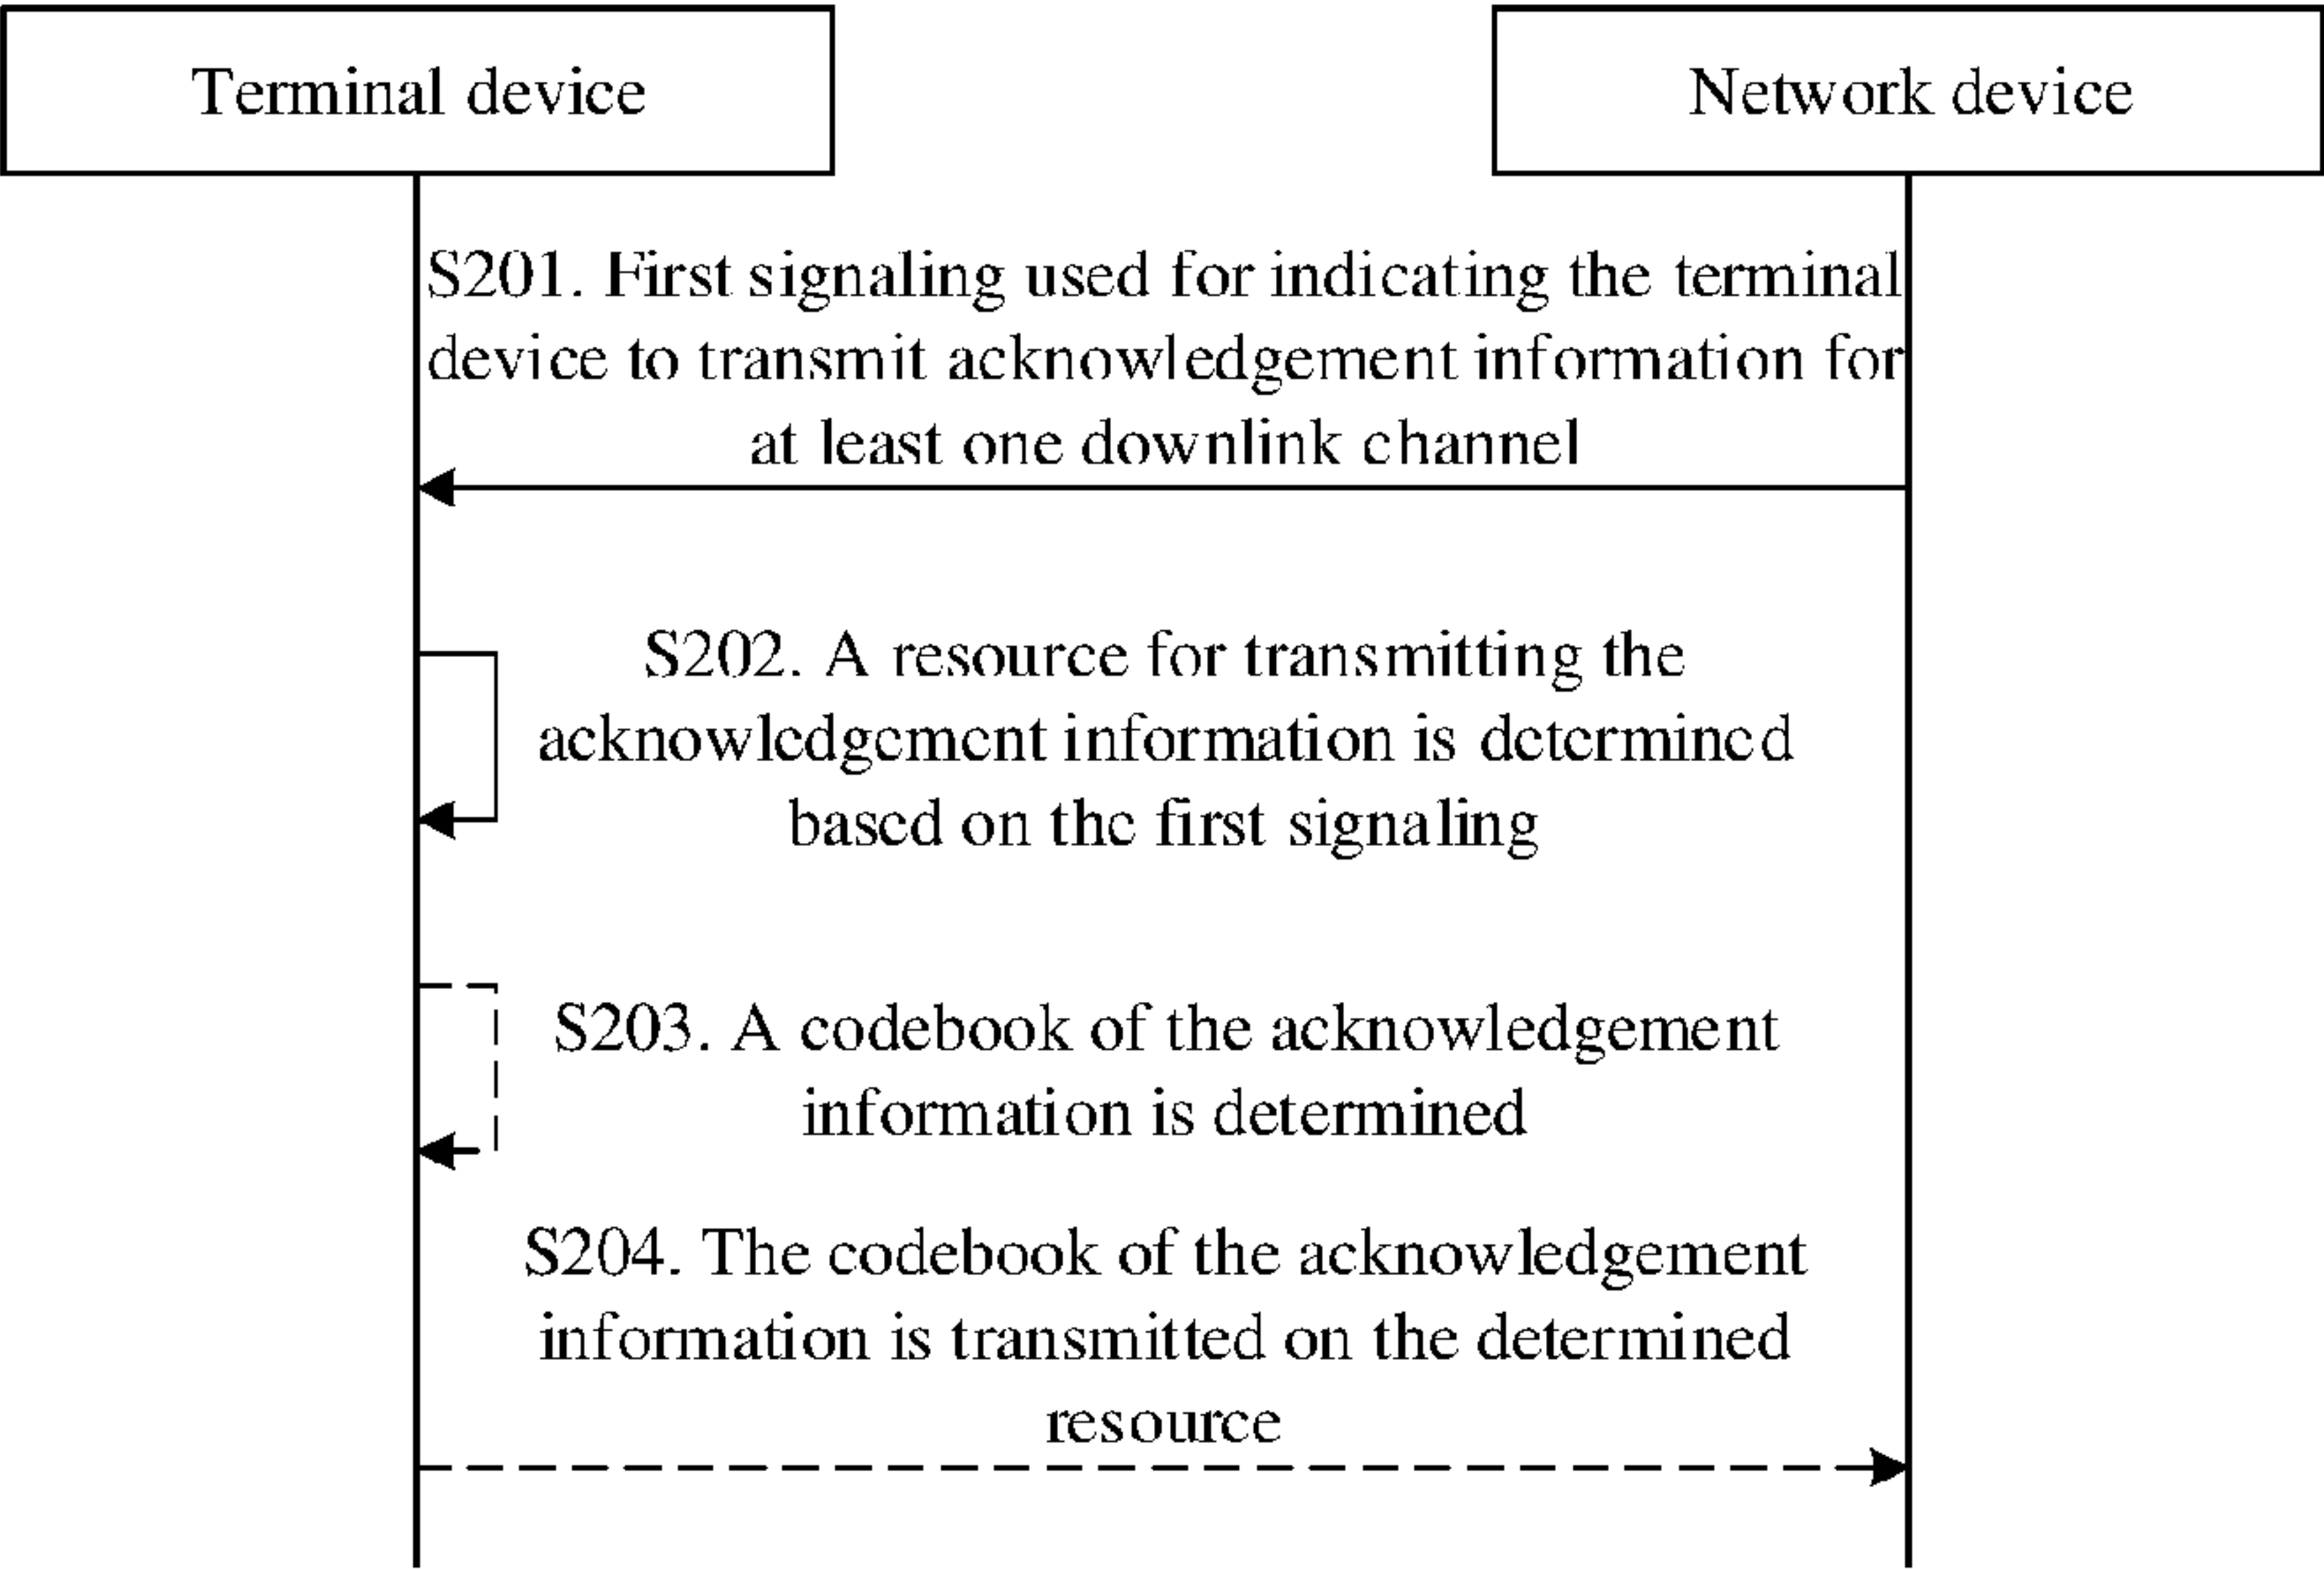 Terminal device
Network device
S201. First signaling used for indicating the terminal
device to transmit acknowledgement information for
at least one downlink channel
S202. A resource for transmitting the
acknowledgement information is determined
based on the first signaling
S203. A codebook of the acknowledgement
information is determined
S204. The codebook of the acknowledgement
information is transmitted on the determined
resource